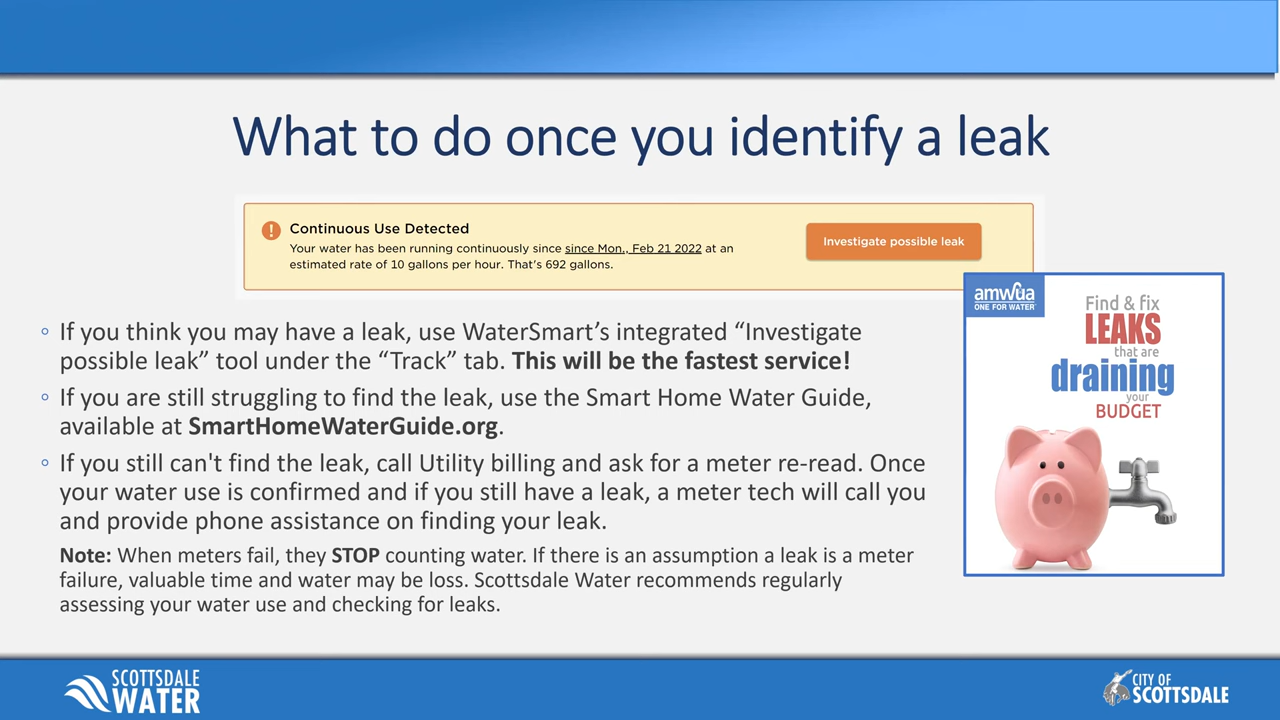 What to do once you identify a leak
Continuous Use Detected
Your water has been running continuously since since Mon., Feb 21 2022 at an
estimated rate of 10 gallons per hour. That's 692 gallons.
Investigate possible leak
◦ If you think you may have a leak, use WaterSmart's integrated “Investigate
possible leak” tool under the “Track” tab. This will be the fastest service!
◦ If you are still struggling to find the leak, use the Smart Home Water Guide,
available at SmartHomeWaterGuide.org.
◦ If you still can't find the leak, call Utility billing and ask for a meter re-read. Once
your water use is confirmed and if you still have a leak, a meter tech will call you
and provide phone assistance on finding your leak.
Note: When meters fail, they STOP counting water. If there is an assumption a leak is a meter
failure, valuable time and water may be loss. Scottsdale Water recommends regularly
assessing your water use and checking for leaks.
amwua
ONE FOR WATER
Find & fix
LEAKS
that are
draining
your
BUDGET
SCOTTSDALE
WATER
CITY OF
SCOTTSDALE